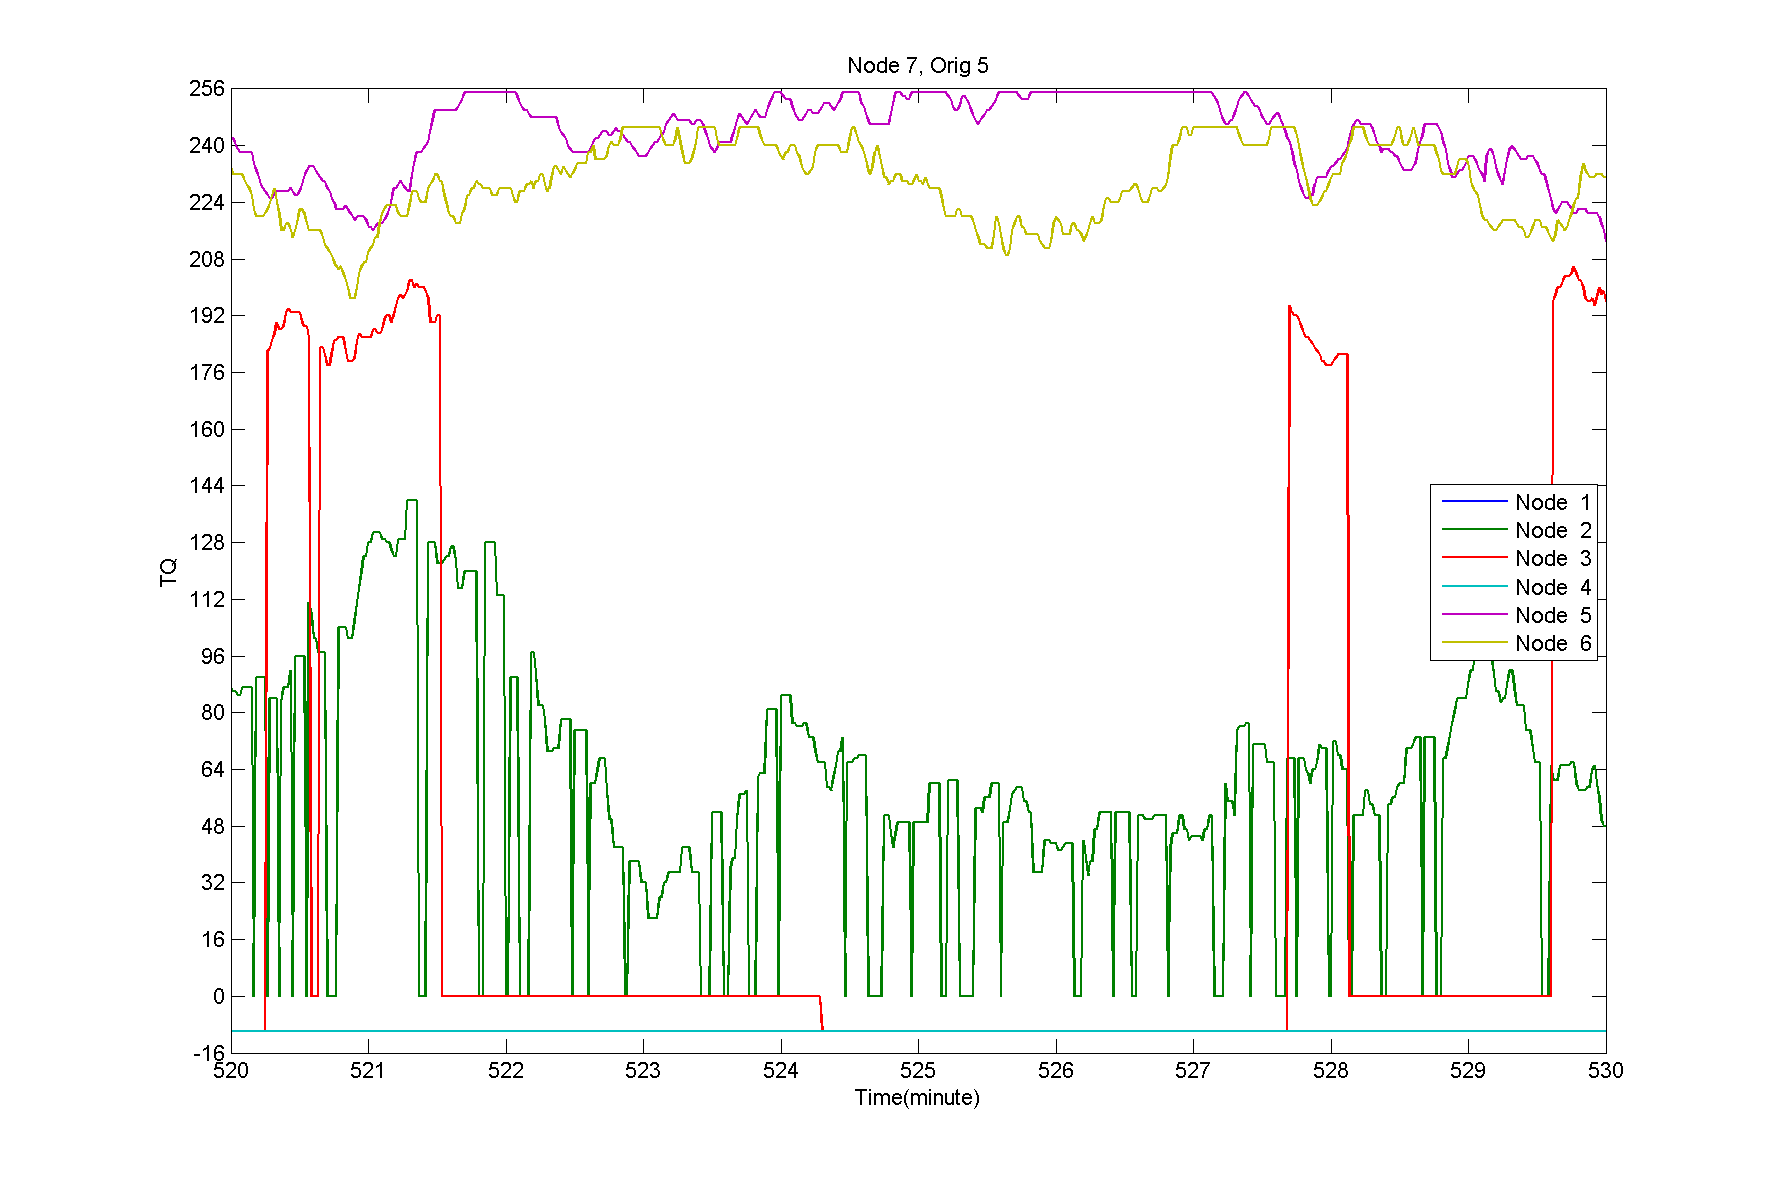 Node 7, Orig 5
256
240
224
208
192
176
160
144
128
112
96
80
64
48
32
16
0
-16
TQ
Node 1
Node 2
Node 3
Node 4
Node 5
Node 6
520 521 522 523 524 525 526 527 528 529 530
Time(minute)